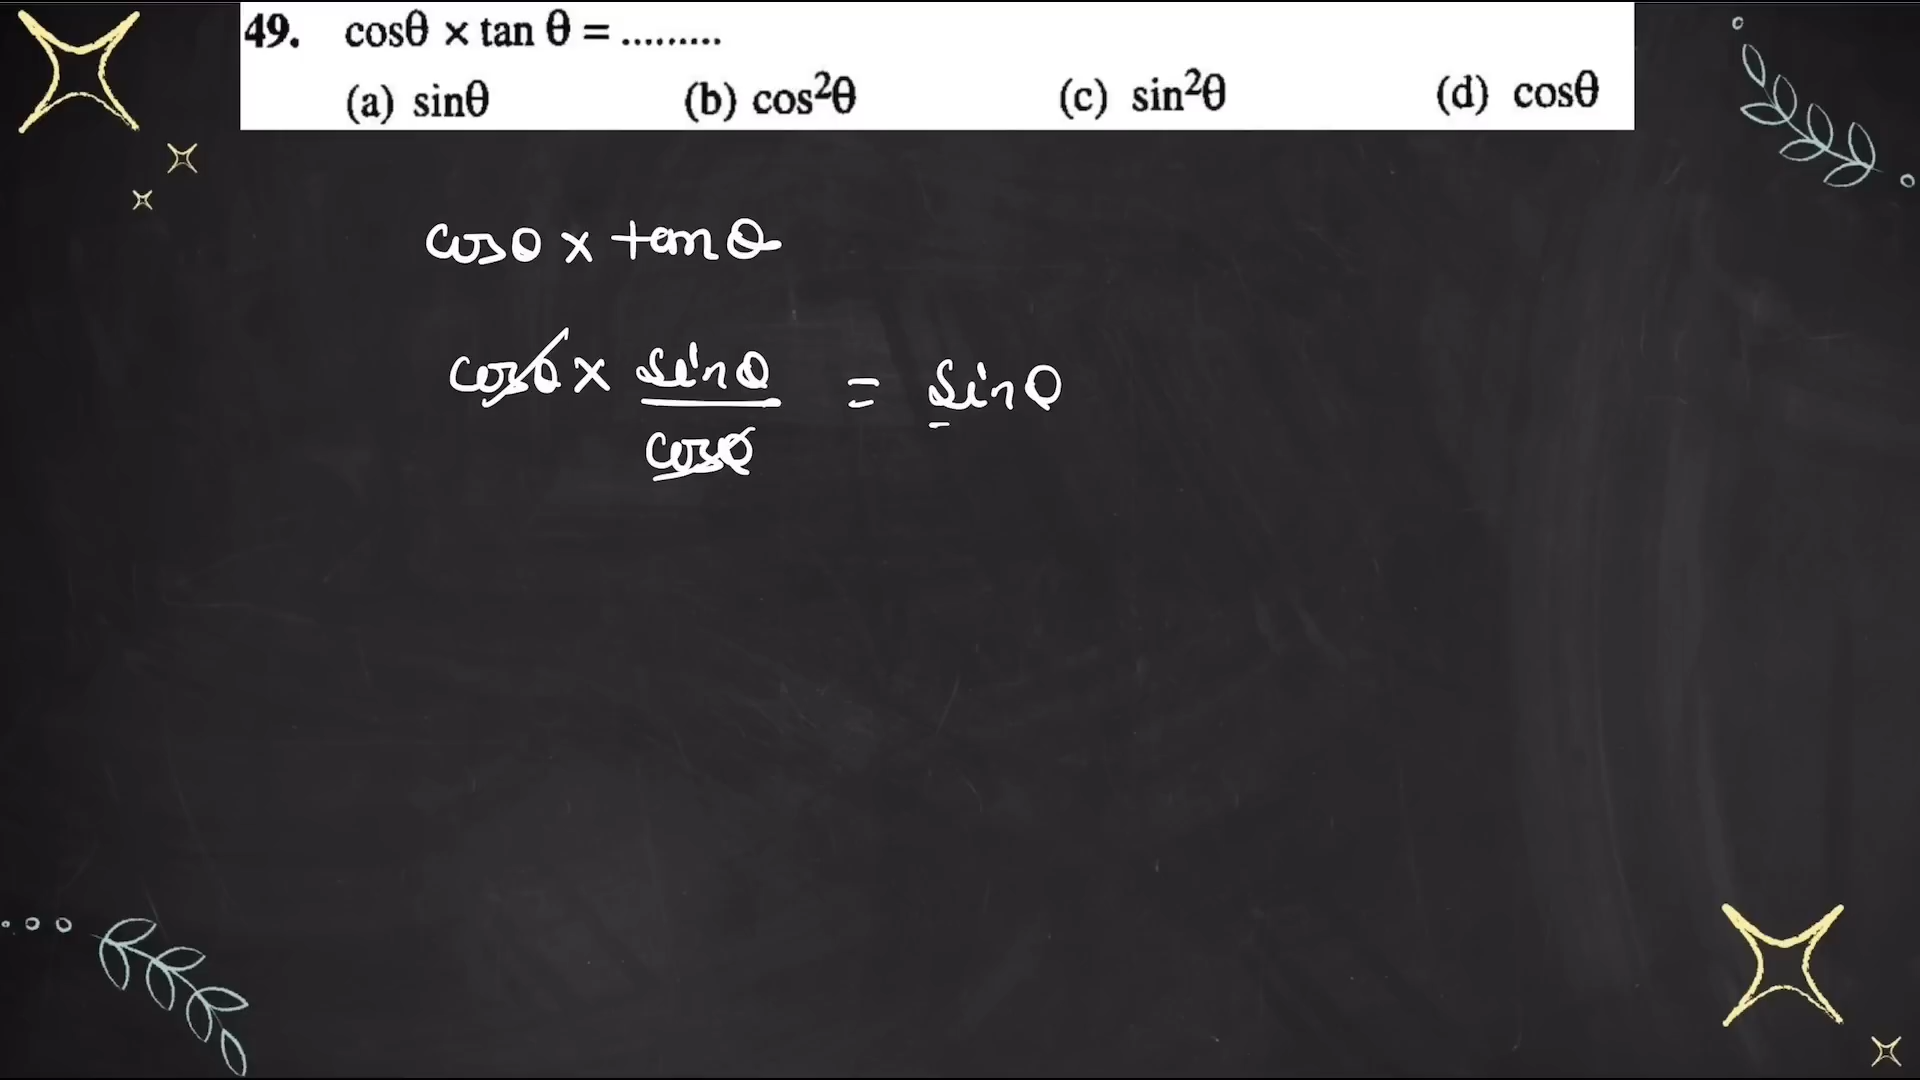 49. cosθ × tan θ = .........
(a) sinθ (b) cos²θ (c) sin²θ (d) cosθ
cosθ × tanθ
cosθ × sinθ/cosθ = sinθ